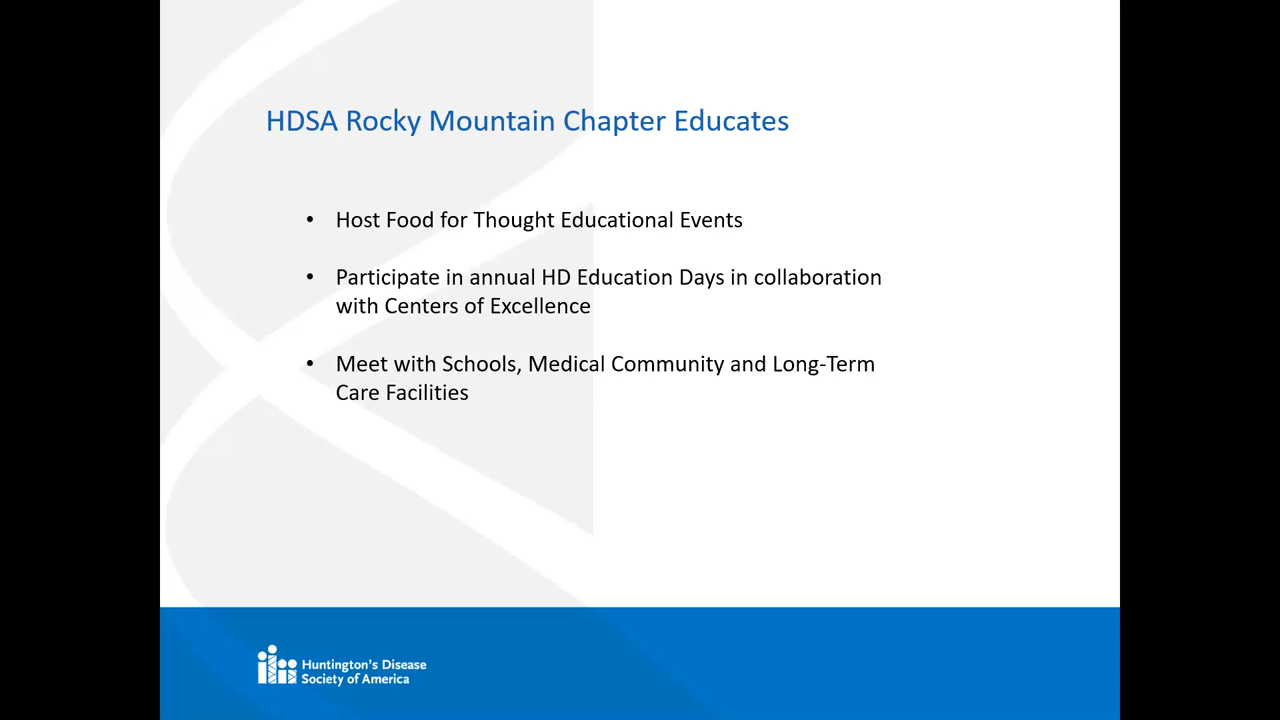 HDSA Rocky Mountain Chapter Educates
• Host Food for Thought Educational Events
• Participate in annual HD Education Days in collaboration
with Centers of Excellence
• Meet with Schools, Medical Community and Long-Term
Care Facilities
Huntington's Disease
Society of America